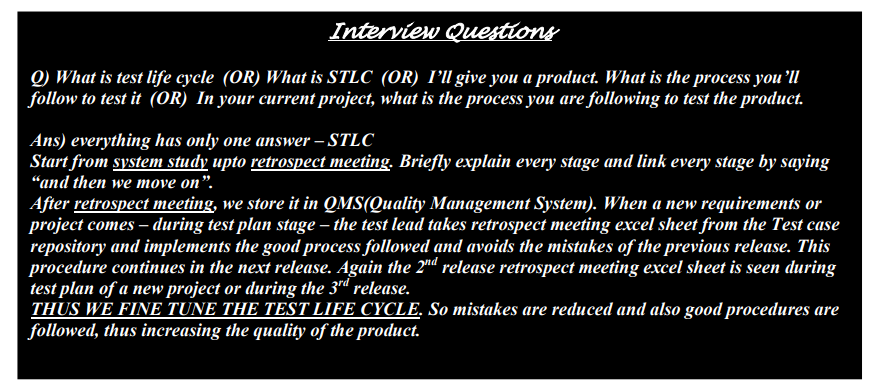 Interview Questions
Q) What is test life cycle (OR) What is STLC (OR) I'll give you a product. What is the process you'll
follow to test it (OR) In your current project, what is the process you are following to test the product.
Ans) everything has only one answer – STLC
Start from system study upto retrospect meeting. Briefly explain every stage and link every stage by saying
“and then we move on”.
After retrospect meeting, we store it in QMS(Quality Management System). When a new requirements or
project comes – during test plan stage – the test lead takes retrospect meeting excel sheet from the Test case
repository and implements the good process followed and avoids the mistakes of the previous release. This
procedure continues in the next release. Again the 2nd release retrospect meeting excel sheet is seen during
test plan of a new project or during the 3rd release.
THUS WE FINE TUNE THE TEST LIFE CYCLE. So mistakes are reduced and also good procedures are
followed, thus increasing the quality of the product.